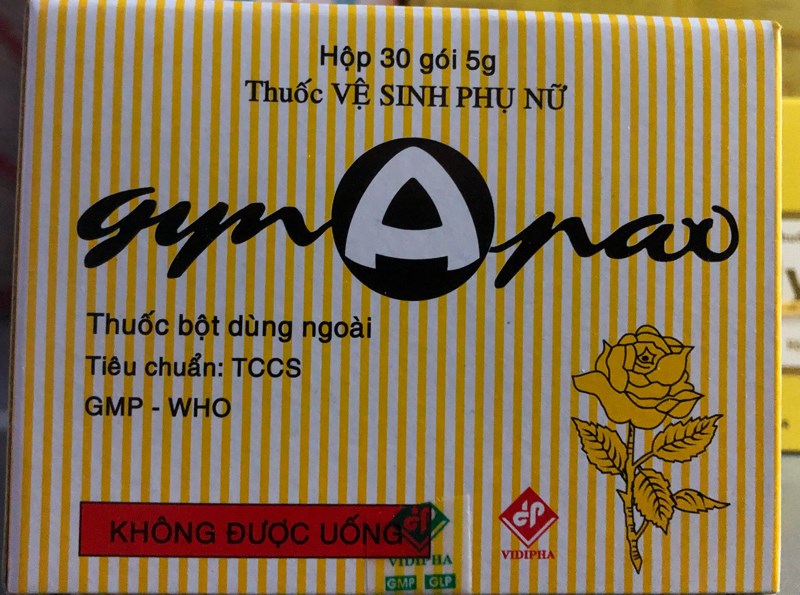 Hộp 30 gói 5g
Thuốc VỆ SINH PHỤ NỮ
gynApax
Thuốc bột dùng ngoài
Tiêu chuẩn: TCCS
GMP - WHO
KHÔNG ĐƯỢC UỐNG
VIDIPHA
GMP GLP
VIDIPHA